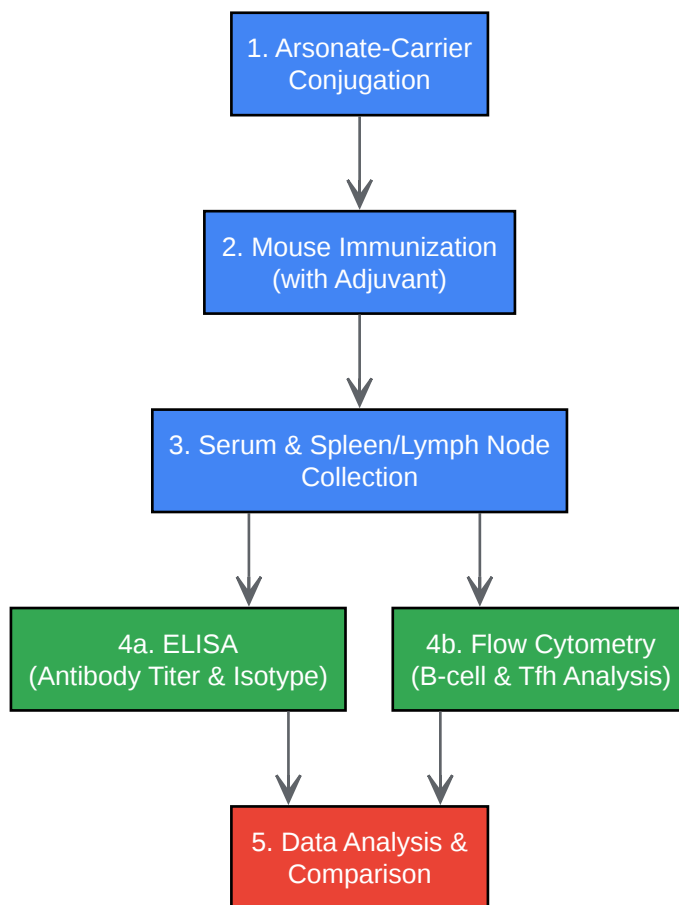 1. Arsonate-Carrier
Conjugation
2. Mouse Immunization
(with Adjuvant)
3. Serum & Spleen/Lymph Node
Collection
4a. ELISA
(Antibody Titer & Isotype)
4b. Flow Cytometry
(B-cell & Tfh Analysis)
5. Data Analysis &
Comparison